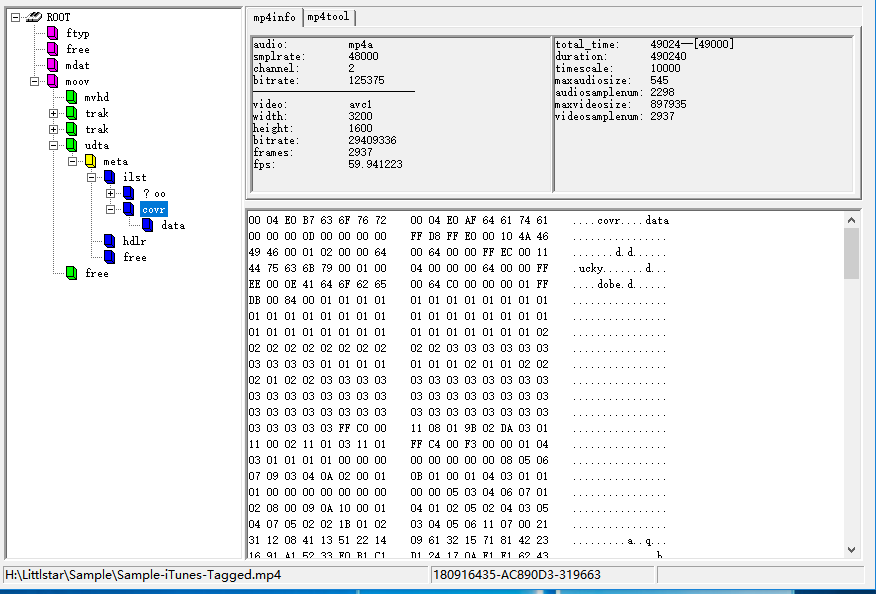 ROOT
ftyp
free
mdat
moov
mvhd
trak
trak
udta
meta
ilst
? oo
covr
data
hdlr
free
free
mp4info mp4tool
audio: mp4a
smplrate: 48000
channel: 2
bitrate: 125375
video: avc1
width: 3200
height: 1600
bitrate: 29409336
frames: 2937
fps: 59.941223
total_time: 49024--[49000]
duration: 490240
timescale: 10000
maxaudiosize: 545
audiosamplenum: 2298
maxvideosize: 897935
videosamplenum: 2937
00 04 E0 B7 63 6F 76 72 00 04 E0 AF 64 61 74 61 ....covr....data
00 00 00 0D 00 00 00 00 FF D8 FF E0 00 10 4A 46 ................
49 46 00 01 02 00 00 64 00 64 00 00 FF EC 00 11 .......d.d......
44 75 63 6B 79 00 01 00 04 00 00 00 64 00 00 FF .ucky.......d...
EE 00 0E 41 64 6F 62 65 00 64 C0 00 00 00 01 FF ....dobe.d......
DB 00 84 00 01 01 01 01 01 01 01 01 01 01 01 01 ................
01 01 01 01 01 01 01 01 01 01 01 01 01 01 01 01 ................
01 01 01 01 01 01 01 01 01 01 01 01 01 01 01 02 ................
02 02 02 02 02 02 02 02 02 02 03 03 03 03 03 03 ................
03 03 03 03 01 01 01 01 01 01 01 02 01 01 02 02 ................
02 01 02 02 03 03 03 03 03 03 03 03 03 03 03 03 ................
03 03 03 03 03 03 03 03 03 03 03 03 03 03 03 03 ................
03 03 03 03 03 03 03 03 03 03 03 03 03 03 03 03 ................
03 03 03 03 03 FF C0 00 11 08 01 9B 02 DA 03 01 ................
11 00 02 11 01 03 11 01 FF C4 00 F3 00 00 01 04 ................
03 01 01 01 01 00 00 00 00 00 00 00 00 08 05 06 ................
07 09 03 04 0A 02 00 01 0B 01 00 01 04 03 01 01 ................
01 00 00 00 00 00 00 00 00 00 05 03 04 06 07 01 ................
02 08 00 09 0A 10 00 01 04 01 02 05 02 04 03 05 ................
04 07 05 02 02 1B 01 02 03 04 05 06 11 07 00 21 ................
31 12 08 41 13 51 22 14 09 61 32 15 71 81 42 23 .........a..q...
16 91 A1 52 33 F0 B1 C1 D1 24 17 0A E1 F1 62 43 ..............b.
H:\Littlstar\Sample\Sample-iTunes-Tagged.mp4 180916435-AC890D3-319663